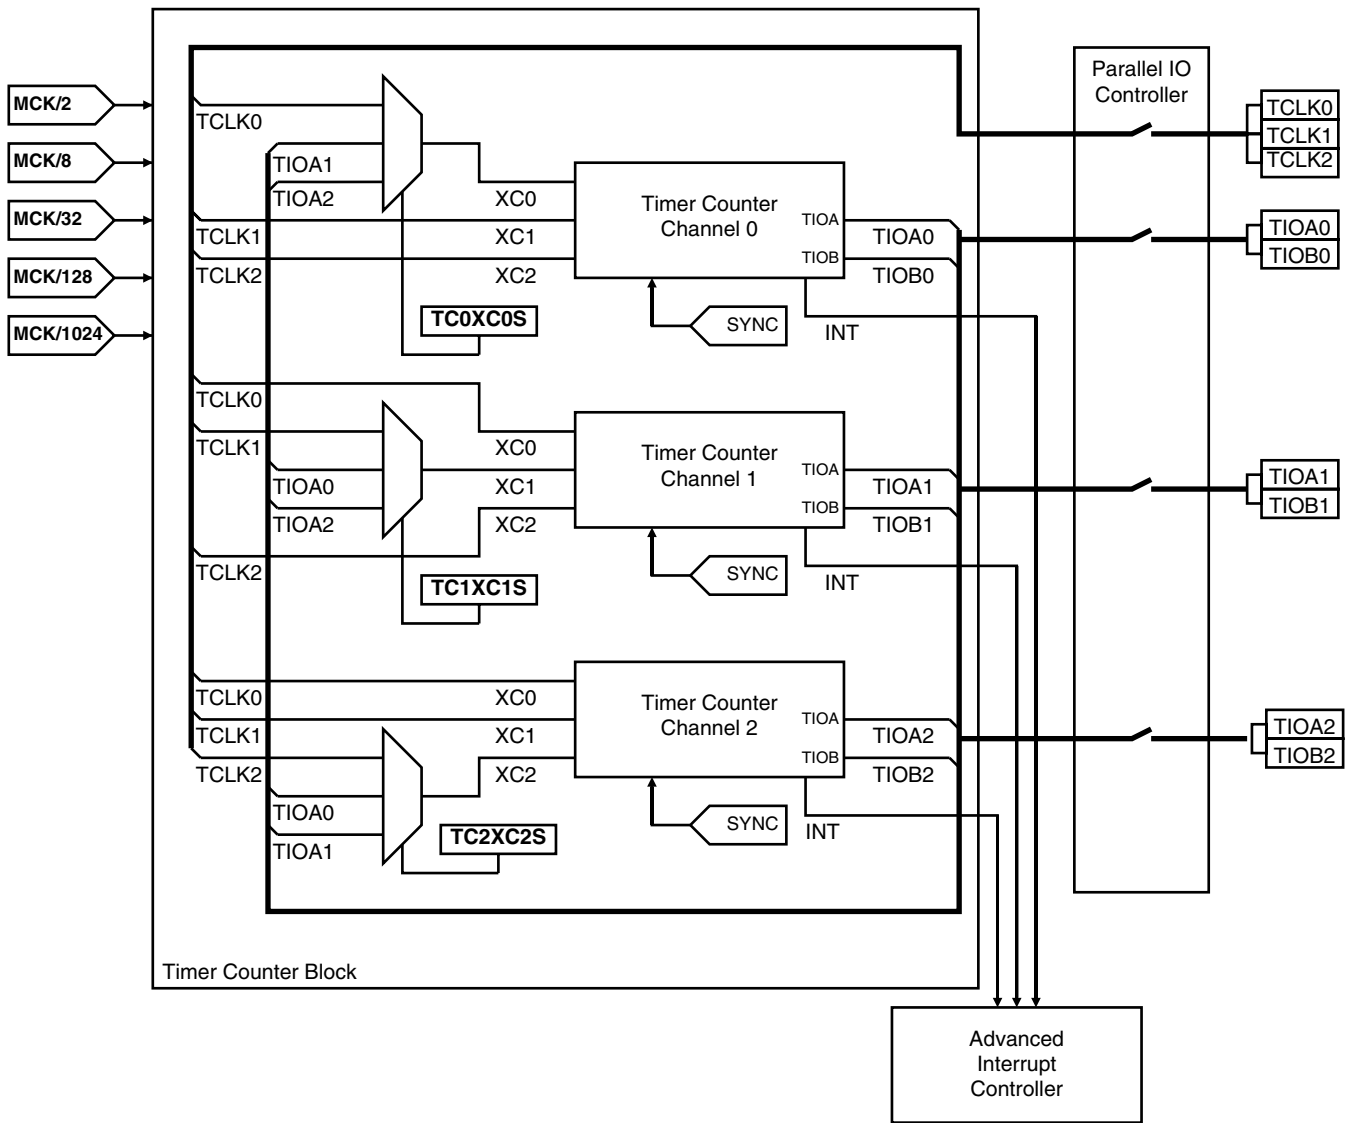 Parallel IO
Controller
MCK/2
MCK/8
MCK/32
MCK/128
MCK/1024
TCLK0
TIOA1
TIOA2
TCLK1
TCLK2
XC0
XC1
XC2
Timer Counter
Channel 0
TIOA
TIOB
TIOA0
TIOB0
TC0XC0S
SYNC
INT
TCLK0
TCLK1
TIOA0
TIOA2
TCLK2
XC0
XC1
XC2
Timer Counter
Channel 1
TIOA
TIOB
TIOA1
TIOB1
TC1XC1S
SYNC
INT
TCLK0
TCLK1
TCLK2
TIOA0
TIOA1
XC0
XC1
XC2
Timer Counter
Channel 2
TIOA
TIOB
TIOA2
TIOB2
TC2XC2S
SYNC
INT
TCLK0
TCLK1
TCLK2
TIOA0
TIOB0
TIOA1
TIOB1
TIOA2
TIOB2
Timer Counter Block
Advanced
Interrupt
Controller